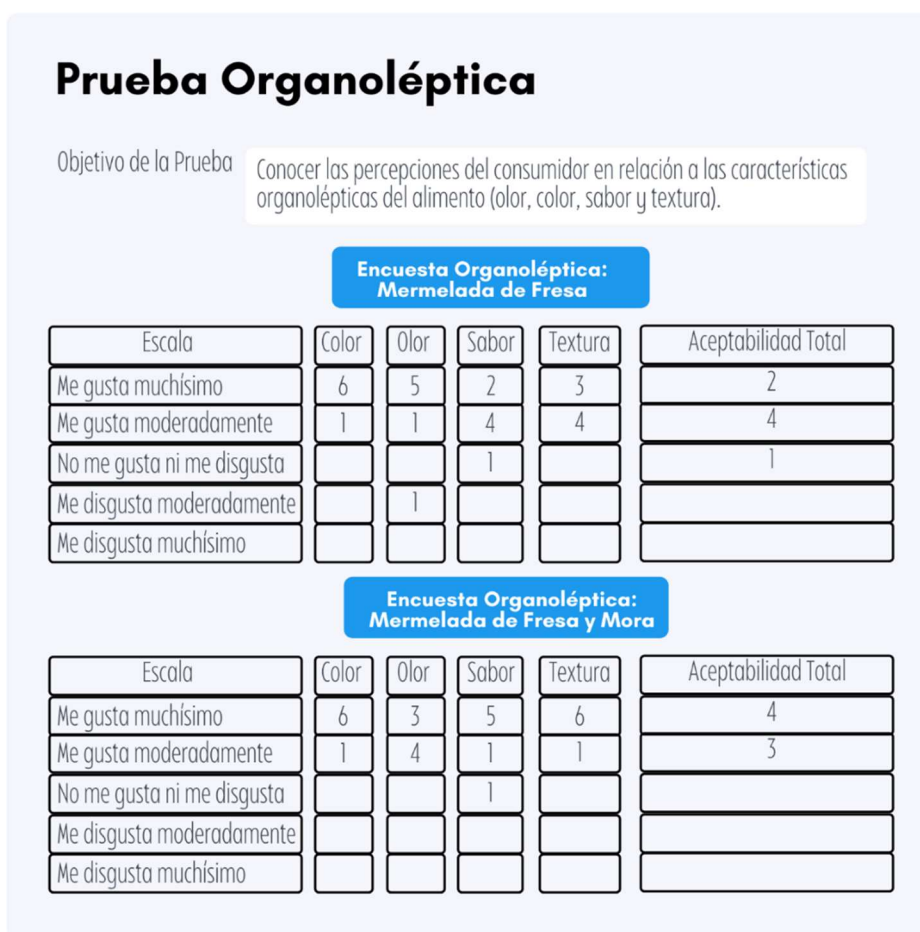 Prueba Organoléptica
Objetivo de la Prueba
Conocer las percepciones del consumidor en relación a las características
organolépticas del alimento (olor, color, sabor y textura).
Encuesta Organoléptica:
Mermelada de Fresa
Escala Color Olor Sabor Textura Aceptabilidad Total
Me gusta muchísimo 6 5 2 3 2
Me gusta moderadamente 1 1 4 4 4
No me gusta ni me disgusta 1 1
Me disgusta moderadamente 1
Me disgusta muchísimo
Encuesta Organoléptica:
Mermelada de Fresa y Mora
Escala Color Olor Sabor Textura Aceptabilidad Total
Me gusta muchísimo 6 3 5 6 4
Me gusta moderadamente 1 4 1 1 3
No me gusta ni me disgusta 1
Me disgusta moderadamente
Me disgusta muchísimo